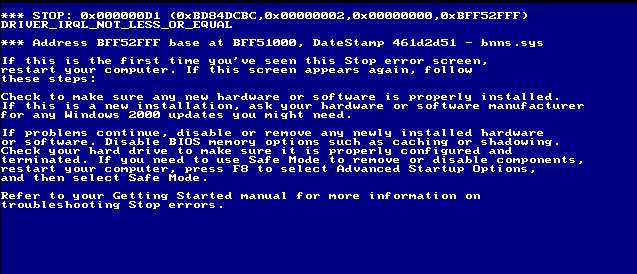 *** STOP: 0x000000D1 (0xBD84DCBC,0x00000002,0x00000000,0xBFF52FFF)
DRIVER_IRQL_NOT_LESS_OR_EQUAL
*** Address BFF52FFF base at BFF51000, DateStamp 461d2d51 - bnns.sys
If this is the first time you've seen this Stop error screen,
restart your computer. If this screen appears again, follow
these steps:
Check to make sure any new hardware or software is properly installed.
If this is a new installation, ask your hardware or software manufacturer
for any Windows 2000 updates you might need.
If problems continue, disable or remove any newly installed hardware
or software. Disable BIOS memory options such as caching or shadowing.
Check your hard drive to make sure it is properly configured and
terminated. If you need to use Safe Mode to remove or disable components,
restart your computer, press F8 to select Advanced Startup Options,
and then select Safe Mode.
Refer to your Getting Started manual for more information on
troubleshooting Stop errors.